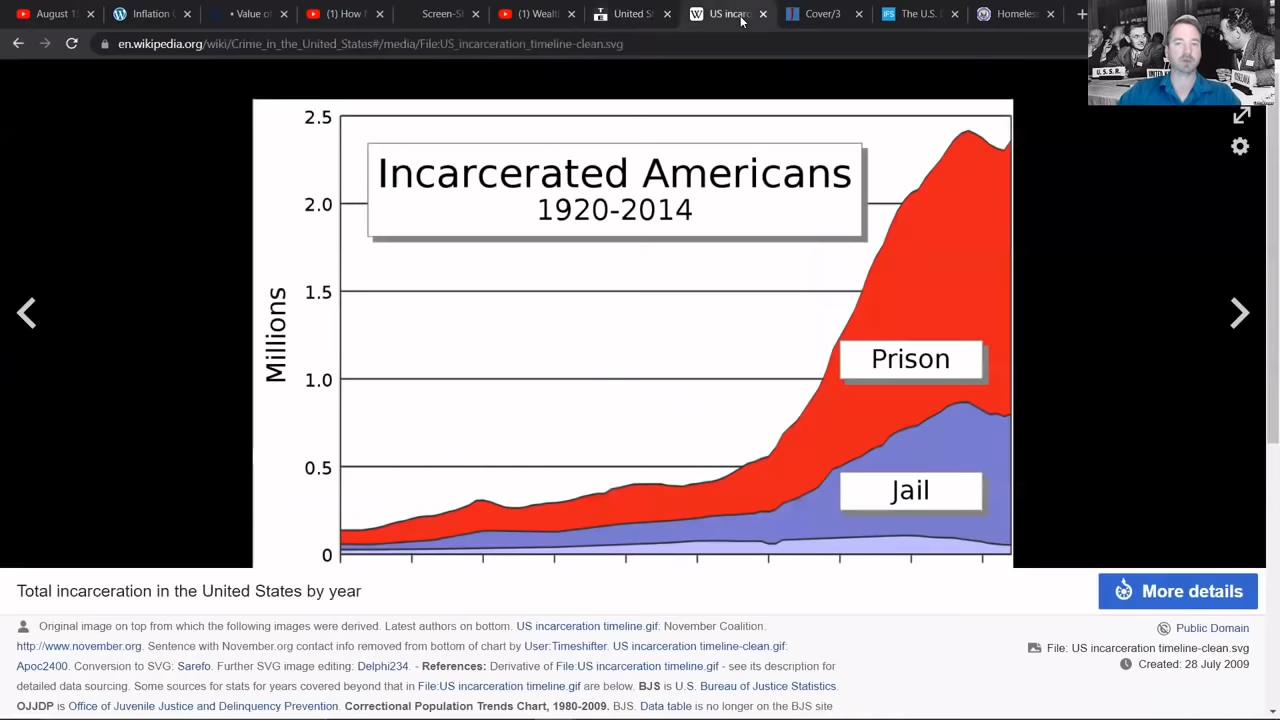 August 1
Inflation
• Value of
(1) How
Screen-S
(1) Wealt
United S
US incarc
Cover/3
The U.S.
Homeles
en.wikipedia.org/wiki/Crime_in_the_United_States#/media/File:US_incarceration_timeline-clean.svg
U.S.S.R.
2.5
Incarcerated Americans
1920-2014
2.0
1.5
Millions
Prison
1.0
0.5
Jail
0
Total incarceration in the United States by year
More details
Original image on top from which the following images were derived. Latest authors on bottom. US incarceration timeline.gif: November Coalition.
http://www.november.org. Sentence with November.org contact info removed from bottom of chart by User:Timeshifter. US incarceration timeline-clean.gif:
Apoc2400. Conversion to SVG: Sarefo. Further SVG image editing: Delphi234. - References: Derivative of File:US incarceration timeline.gif - see its description for
detailed data sourcing. Some sources for stats for years covered beyond that in File:US incarceration timeline.gif are below. BJS is U.S. Bureau of Justice Statistics.
OJJDP is Office of Juvenile Justice and Delinquency Prevention. Correctional Population Trends Chart, 1980-2009. BJS. Data table is no longer on the BJS site
Public Domain
File: US incarceration timeline-clean.svg
Created: 28 July 2009